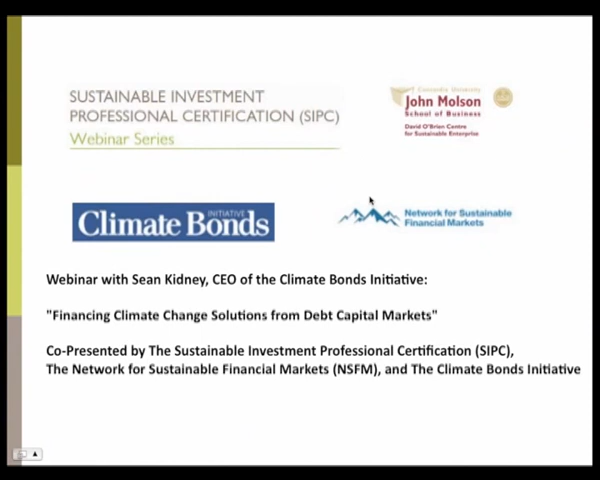 SUSTAINABLE INVESTMENT
PROFESSIONAL CERTIFICATION (SIPC)
Webinar Series
Concordia University
John Molson
School of Business
David O'Brien Centre
for Sustainable Enterprise
Climate Bonds
INITIATIVE
Network for Sustainable
Financial Markets
Webinar with Sean Kidney, CEO of the Climate Bonds Initiative:
"Financing Climate Change Solutions from Debt Capital Markets"
Co-Presented by The Sustainable Investment Professional Certification (SIPC),
The Network for Sustainable Financial Markets (NSFM), and The Climate Bonds Initiative